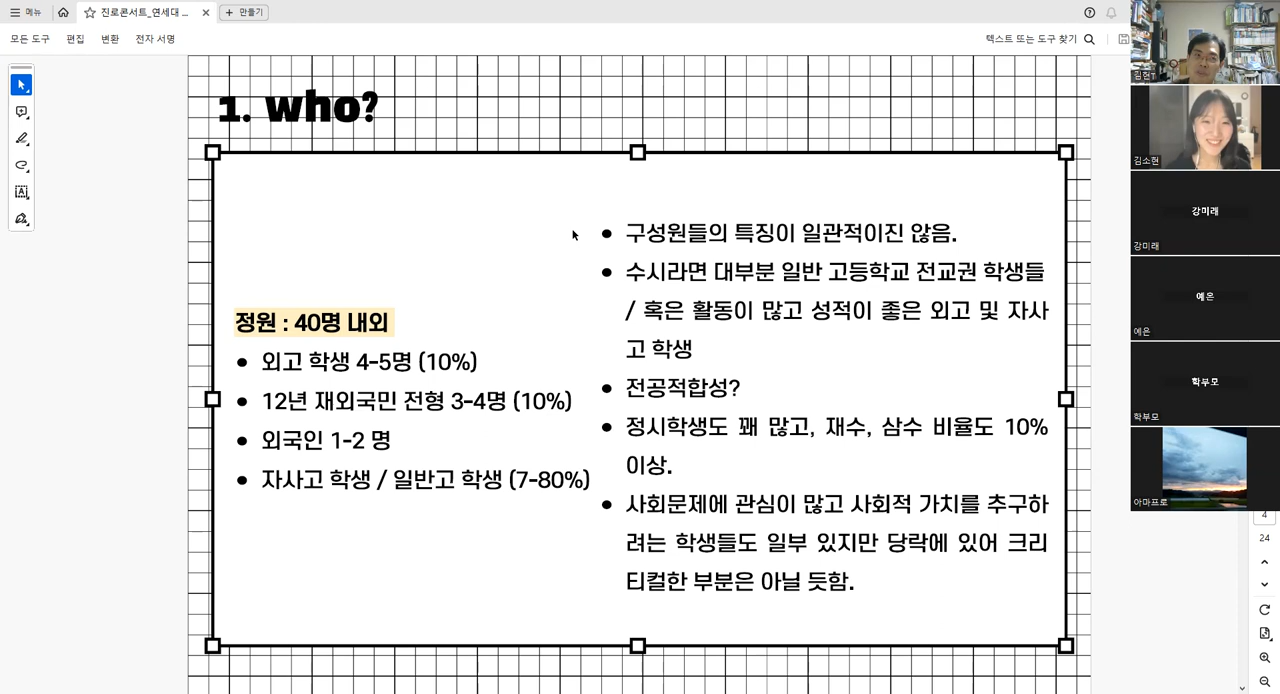 메뉴
진로콘서트_연세대 ...
만들기
모든 도구
편집
변환
전자 서명
텍스트 또는 도구 찾기
1. who?
정원 : 40명 내외
외고 학생 4-5명 (10%)
12년 재외국민 전형 3-4명 (10%)
외국인 1-2 명
자사고 학생 / 일반고 학생 (7-80%)
구성원들의 특징이 일관적이진 않음.
수시라면 대부분 일반 고등학교 전교권 학생들
/ 혹은 활동이 많고 성적이 좋은 외고 및 자사
고 학생
전공적합성?
정시학생도 꽤 많고, 재수, 삼수 비율도 10%
이상.
사회문제에 관심이 많고 사회적 가치를 추구하
려는 학생들도 일부 있지만 당락에 있어 크리
티컬한 부분은 아닐 듯함.
김헌T
김소현
강미래
강미래
예온
예온
학부모
학부모
아마프로
4
24